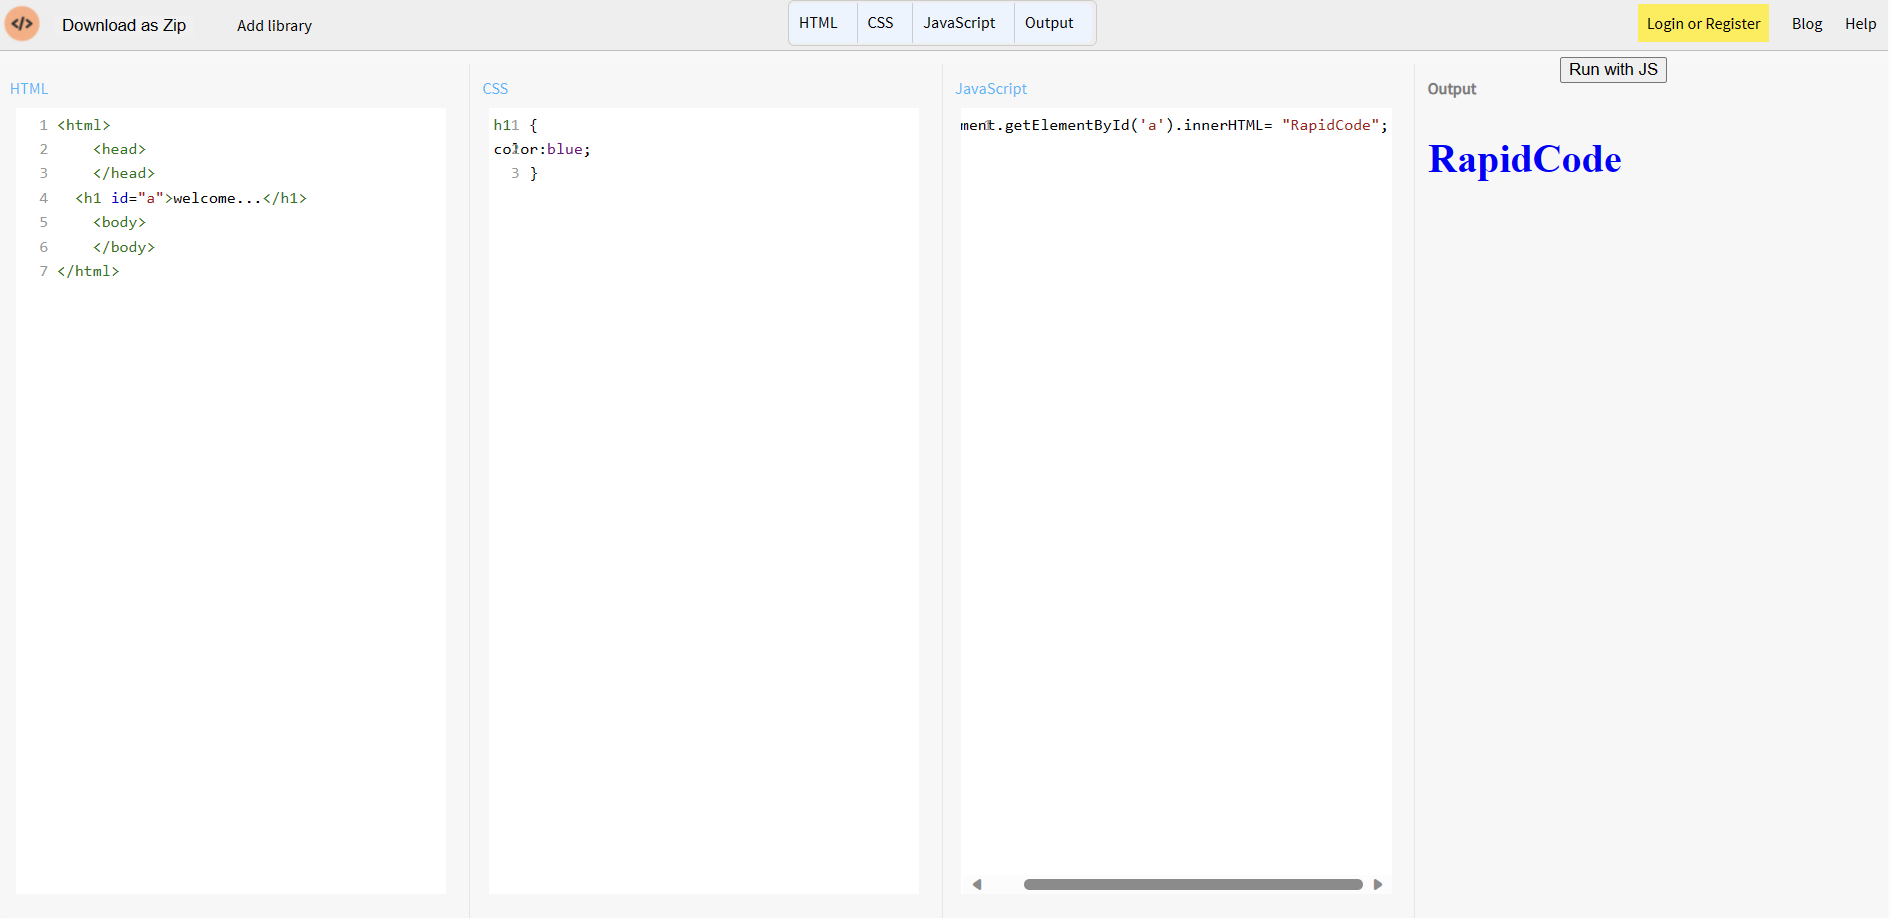 </> Download as Zip Add library HTML CSS JavaScript Output Login or Register Blog Help
Run with JS
HTML
1 <html>
2 <head>
3 </head>
4 <h1 id="a">welcome...</h1>
5 <body>
6 </body>
7 </html>
CSS
h11 {
color:blue;
3 }
JavaScript
ment.getElementById('a').innerHTML= "RapidCode";
Output
RapidCode